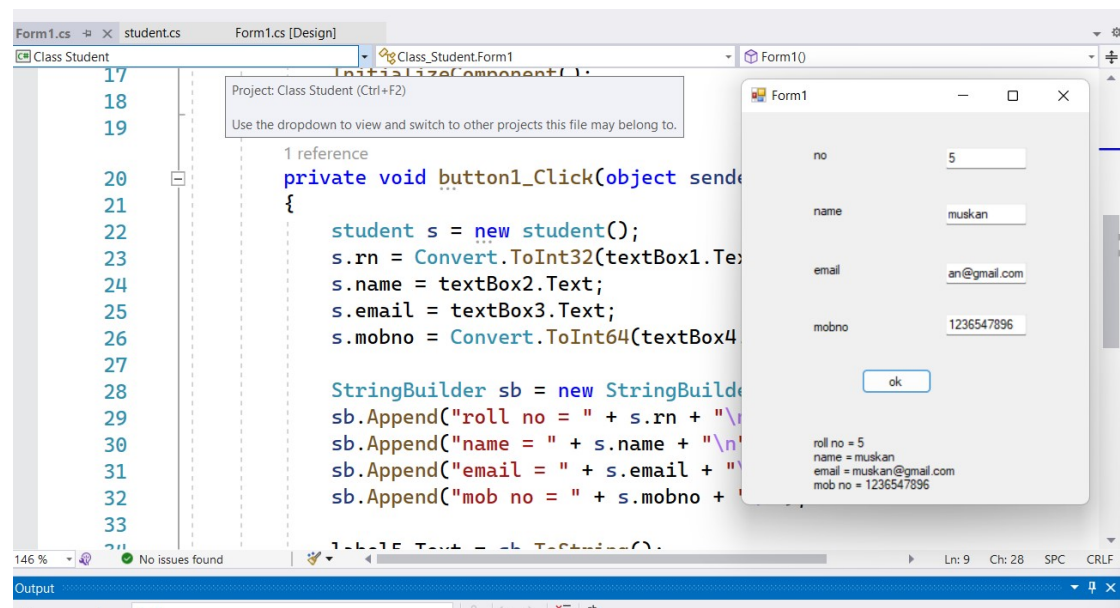 Form1.cs student.cs Form1.cs [Design]
C# Class Student Class_Student.Form1 Form1()
17 InitializeComponent();
Project: Class Student (Ctrl+F2)
18
Use the dropdown to view and switch to other projects this file may belong to.
19
1 reference
20 private void button1_Click(object sende
21 {
22 student s = new student();
23 s.rn = Convert.ToInt32(textBox1.Te
24 s.name = textBox2.Text;
25 s.email = textBox3.Text;
26 s.mobno = Convert.ToInt64(textBox4
27
28 StringBuilder sb = new StringBuilde
29 sb.Append("roll no = " + s.rn + "\
30 sb.Append("name = " + s.name + "\n"
31 sb.Append("email = " + s.email + "\
32 sb.Append("mob no = " + s.mobno + "
33
34 label5.Text = sb.ToString();
Form1
no 5
name muskan
email an@gmail.com
mobno 1236547896
ok
roll no = 5
name = muskan
email = muskan@gmail.com
mob no = 1236547896
146 % No issues found Ln: 9 Ch: 28 SPC CRLF
Output